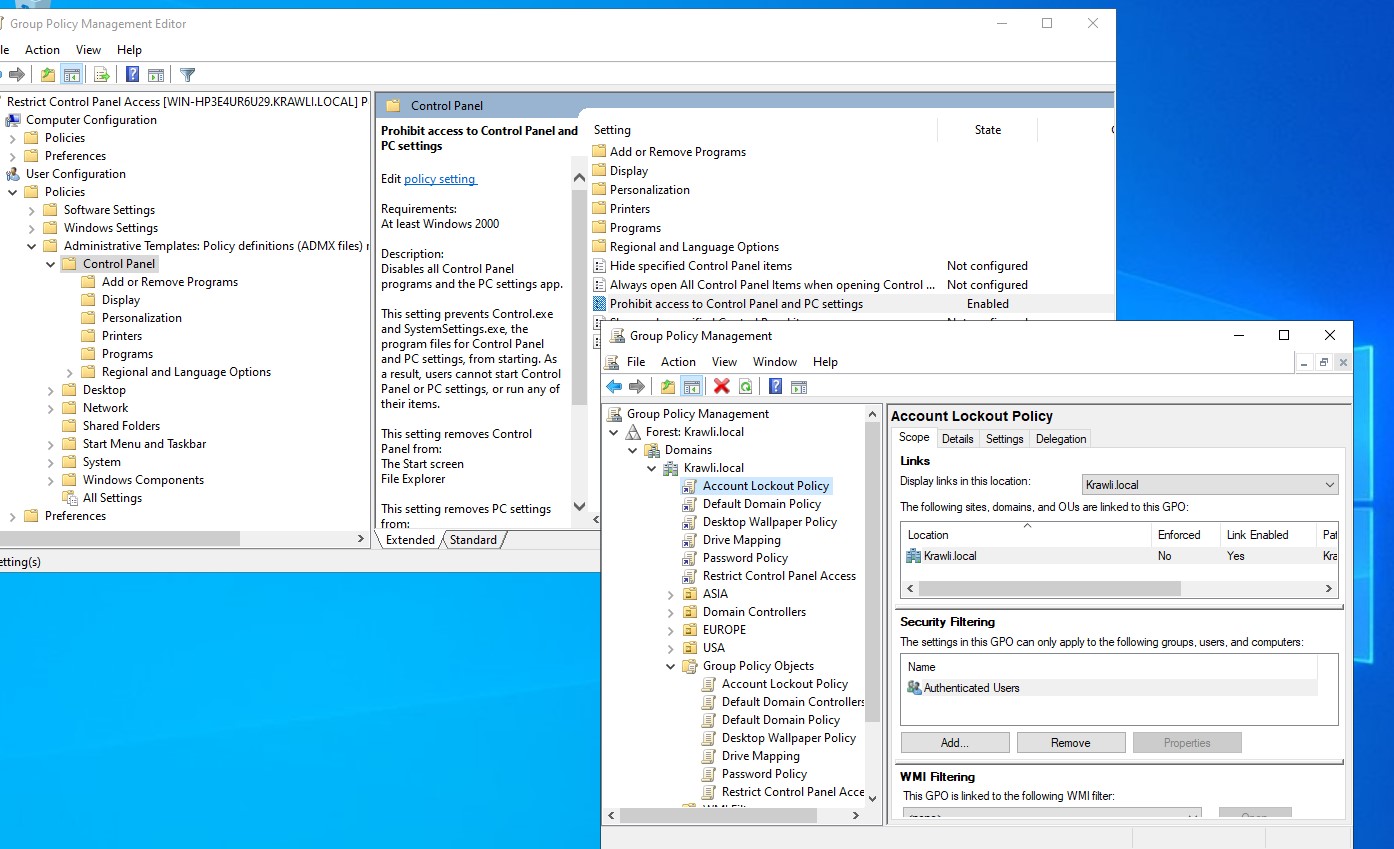 Group Policy Management Editor
le Action View Help
Restrict Control Panel Access [WIN-HP3E4UR6U29.KRAWLI.LOCAL] P
Computer Configuration
Policies
Preferences
User Configuration
Policies
Software Settings
Windows Settings
Administrative Templates: Policy definitions (ADMX files) r
Control Panel
Add or Remove Programs
Display
Personalization
Printers
Programs
Regional and Language Options
Desktop
Network
Shared Folders
Start Menu and Taskbar
System
Windows Components
All Settings
Preferences
etting(s)
Control Panel
Prohibit access to Control Panel and
PC settings
Edit policy setting
Requirements:
At least Windows 2000
Description:
Disables all Control Panel
programs and the PC settings app.
This setting prevents Control.exe
and SystemSettings.exe, the
program files for Control Panel
and PC settings, from starting. As
a result, users cannot start Control
Panel or PC settings, or run any of
their items.
This setting removes Control
Panel from:
The Start screen
File Explorer
This setting removes PC settings
from:
Extended Standard
Setting State C
Add or Remove Programs
Display
Personalization
Printers
Programs
Regional and Language Options
Hide specified Control Panel items Not configured
Always open All Control Panel Items when opening Control ... Not configured
Prohibit access to Control Panel and PC settings Enabled
Group Policy Management
File Action View Window Help
Group Policy Management
Forest: Krawli.local
Domains
Krawli.local
Account Lockout Policy
Default Domain Policy
Desktop Wallpaper Policy
Drive Mapping
Password Policy
Restrict Control Panel Access
ASIA
Domain Controllers
EUROPE
USA
Group Policy Objects
Account Lockout Policy
Default Domain Controllers
Default Domain Policy
Desktop Wallpaper Policy
Drive Mapping
Password Policy
Restrict Control Panel Acce
Account Lockout Policy
Scope Details Settings Delegation
Links
Display links in this location: Krawli.local
The following sites, domains, and OUs are linked to this GPO:
Location Enforced Link Enabled Pat
Krawli.local No Yes Kra
Security Filtering
The settings in this GPO can only apply to the following groups, users, and computers:
Name
Authenticated Users
Add... Remove Properties
WMI Filtering
This GPO is linked to the following WMI filter: